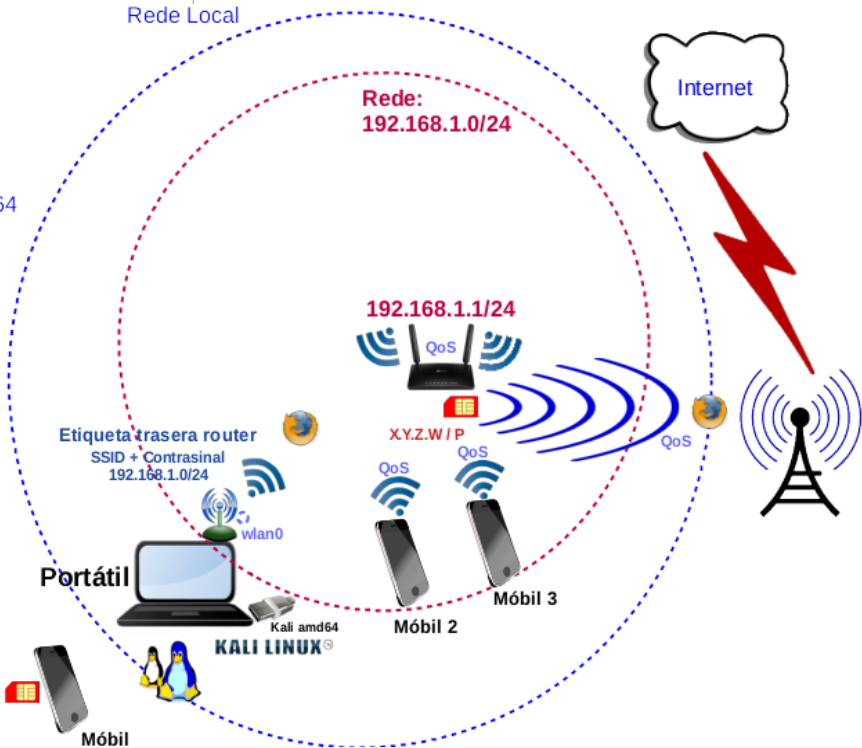 Rede Local
Internet
Rede:
192.168.1.0/24
64
192.168.1.1/24
QoS
X.Y.Z.W / P
QoS
Etiqueta trasera router
SSID + Contrasinal
192.168.1.0/24
QoS
QoS
wlan0
Portátil
Kali amd64
KALI LINUX
Móbil 2
Móbil 3
Móbil